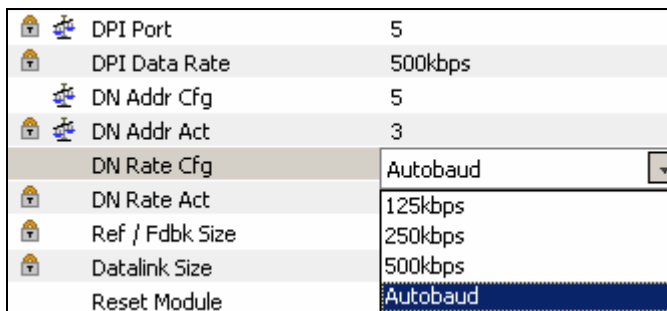 DPI Port 5
DPI Data Rate 500kbps
DN Addr Cfg 5
DN Addr Act 3
DN Rate Cfg Autobaud
DN Rate Act 125kbps
Ref / Fdbk Size 250kbps
Datalink Size 500kbps
Reset Module Autobaud